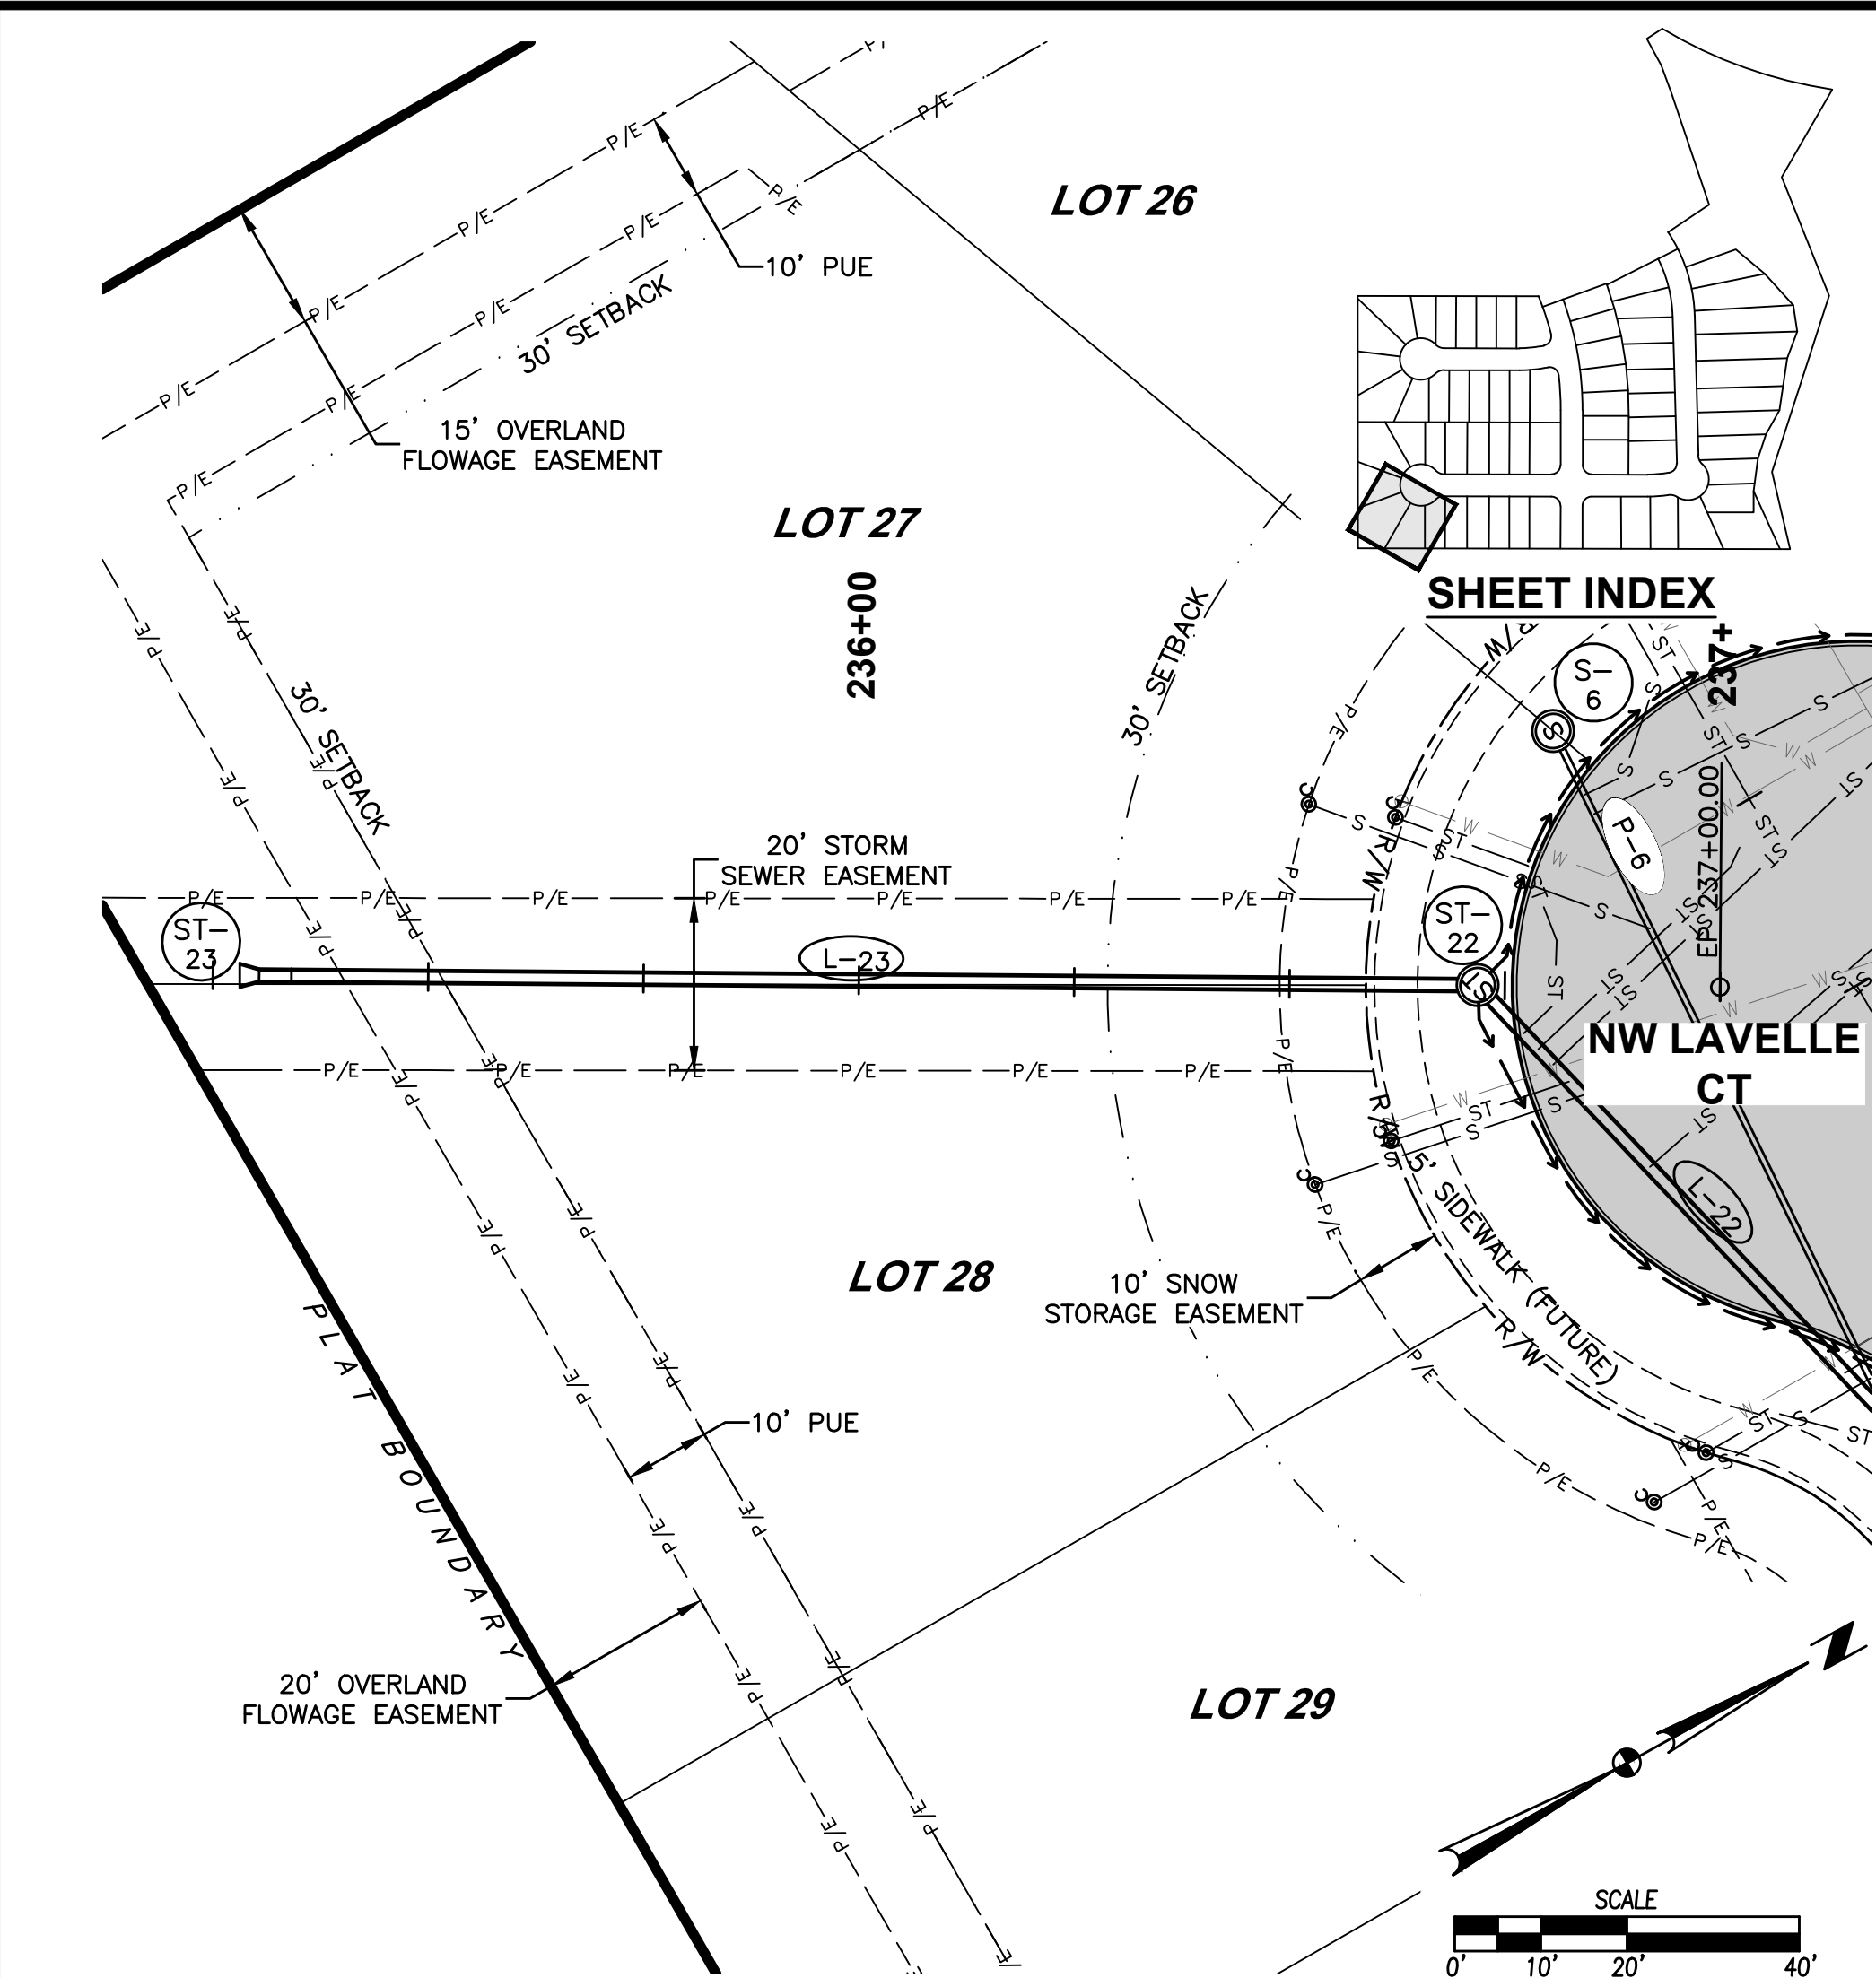 P/E
P/E
P/E
P/E
10' PUE
P/E
P/E
P/E
P/E
30' SETBACK
P/E
P/E
15' OVERLAND
FLOWAGE EASEMENT
P/E
LOT 26
LOT 27
236+00
SHEET INDEX
237+
P/E
P/E
P/E
P/E
30' SETBACK
30' SETBACK
R/W
S-
6
P/E
P-6
EP 237+00.00
20' STORM
SEWER EASEMENT
P/E
P/E
P/E
P/E
P/E
P/E
P/E
P/E
R/W
ST-
23
L-23
ST-
22
ST
NW LAVELLE
CT
P/E
P/E
P/E
P/E
P/E
P/E
P/E
R/W
L-22
5' SIDEWALK (FUTURE)
P/E
LOT 28
10' SNOW
STORAGE EASEMENT
R/W
P/E
PLAT BOUNDARY
10' PUE
P/E
P/E
P/E
20' OVERLAND
FLOWAGE EASEMENT
LOT 29
N
SCALE
0' 10' 20' 40'